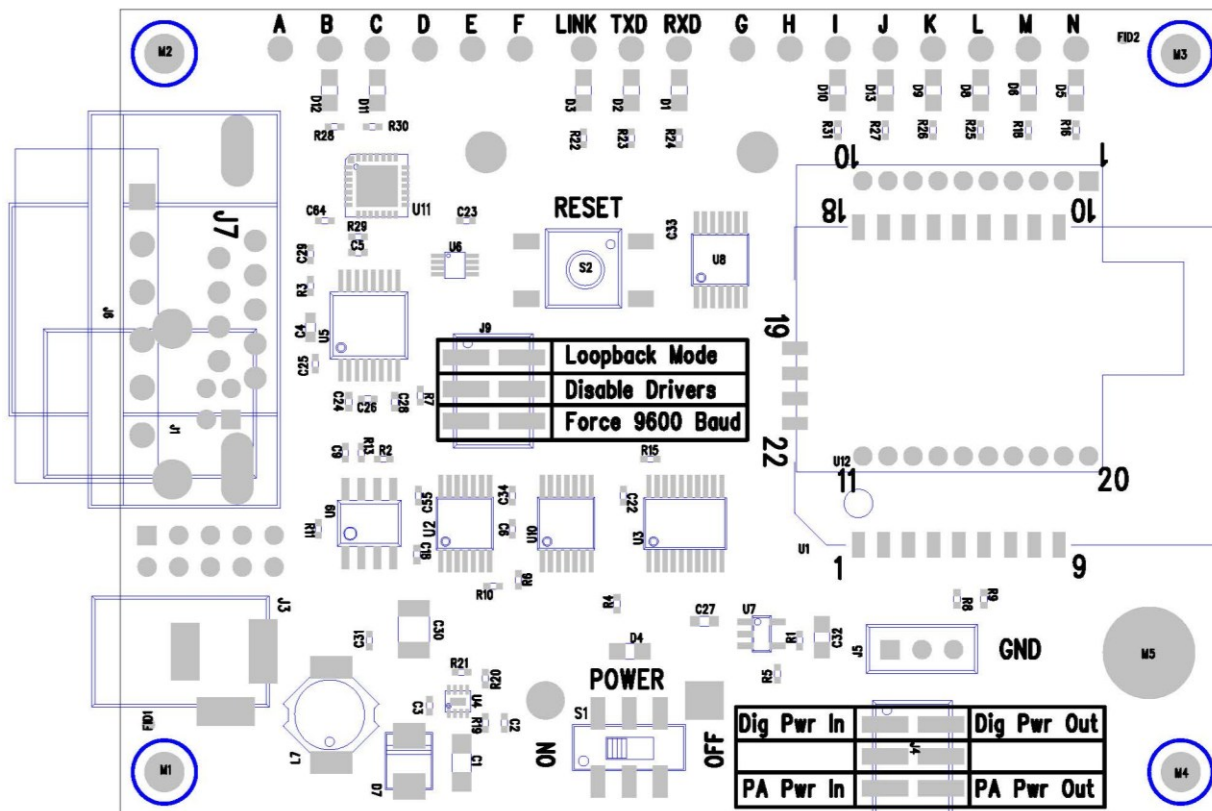 A B C D E F LINK TXD RXD G H I J K L M N
M2 FID2 M3
D12 D11 D3 D2 D1 D10 D13 D9 D8 D6 D5
R28 R30 R22 R23 R24 R31 R27 R26 R25 R18 R16
10 1
U11
C64 C23 RESET C33 18 10
J7 R29
C5 U6 S2 U8
C29
R3
J6 C4 U5 J9 19
Loopback Mode
C25 Disable Drivers
C24 C26 C28 R7
Force 9600 Baud
J1 C9 R13 R2 R15 22 U12 11 20
C55 C34 C22
R11 U9 U2 C6 U10 U3
C18 U1 1 9
R10 R6
J3 R4 R8 R9
C31 C30 C27 U7 R1 C32 J5 GND M5
D4
R21 R20 POWER R5
FID1 C3 U4 S1
R19 C2 Dig Pwr In J4 Dig Pwr Out
L7 D7 C1 ON OFF
M1 PA Pwr In PA Pwr Out M4